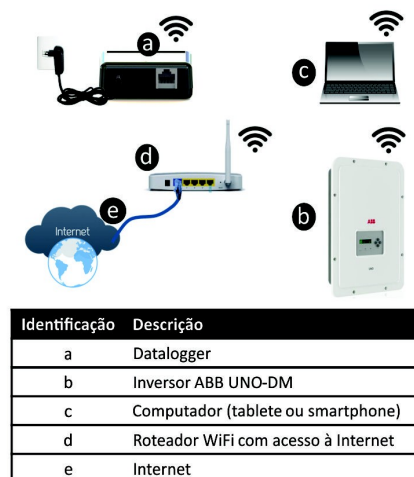 a
c
d
e
Internet
b
ABB
Identificação Descrição
a Datalogger
b Inversor ABB UNO-DM
c Computador (tablete ou smartphone)
d Roteador WiFi com acesso à Internet
e Internet